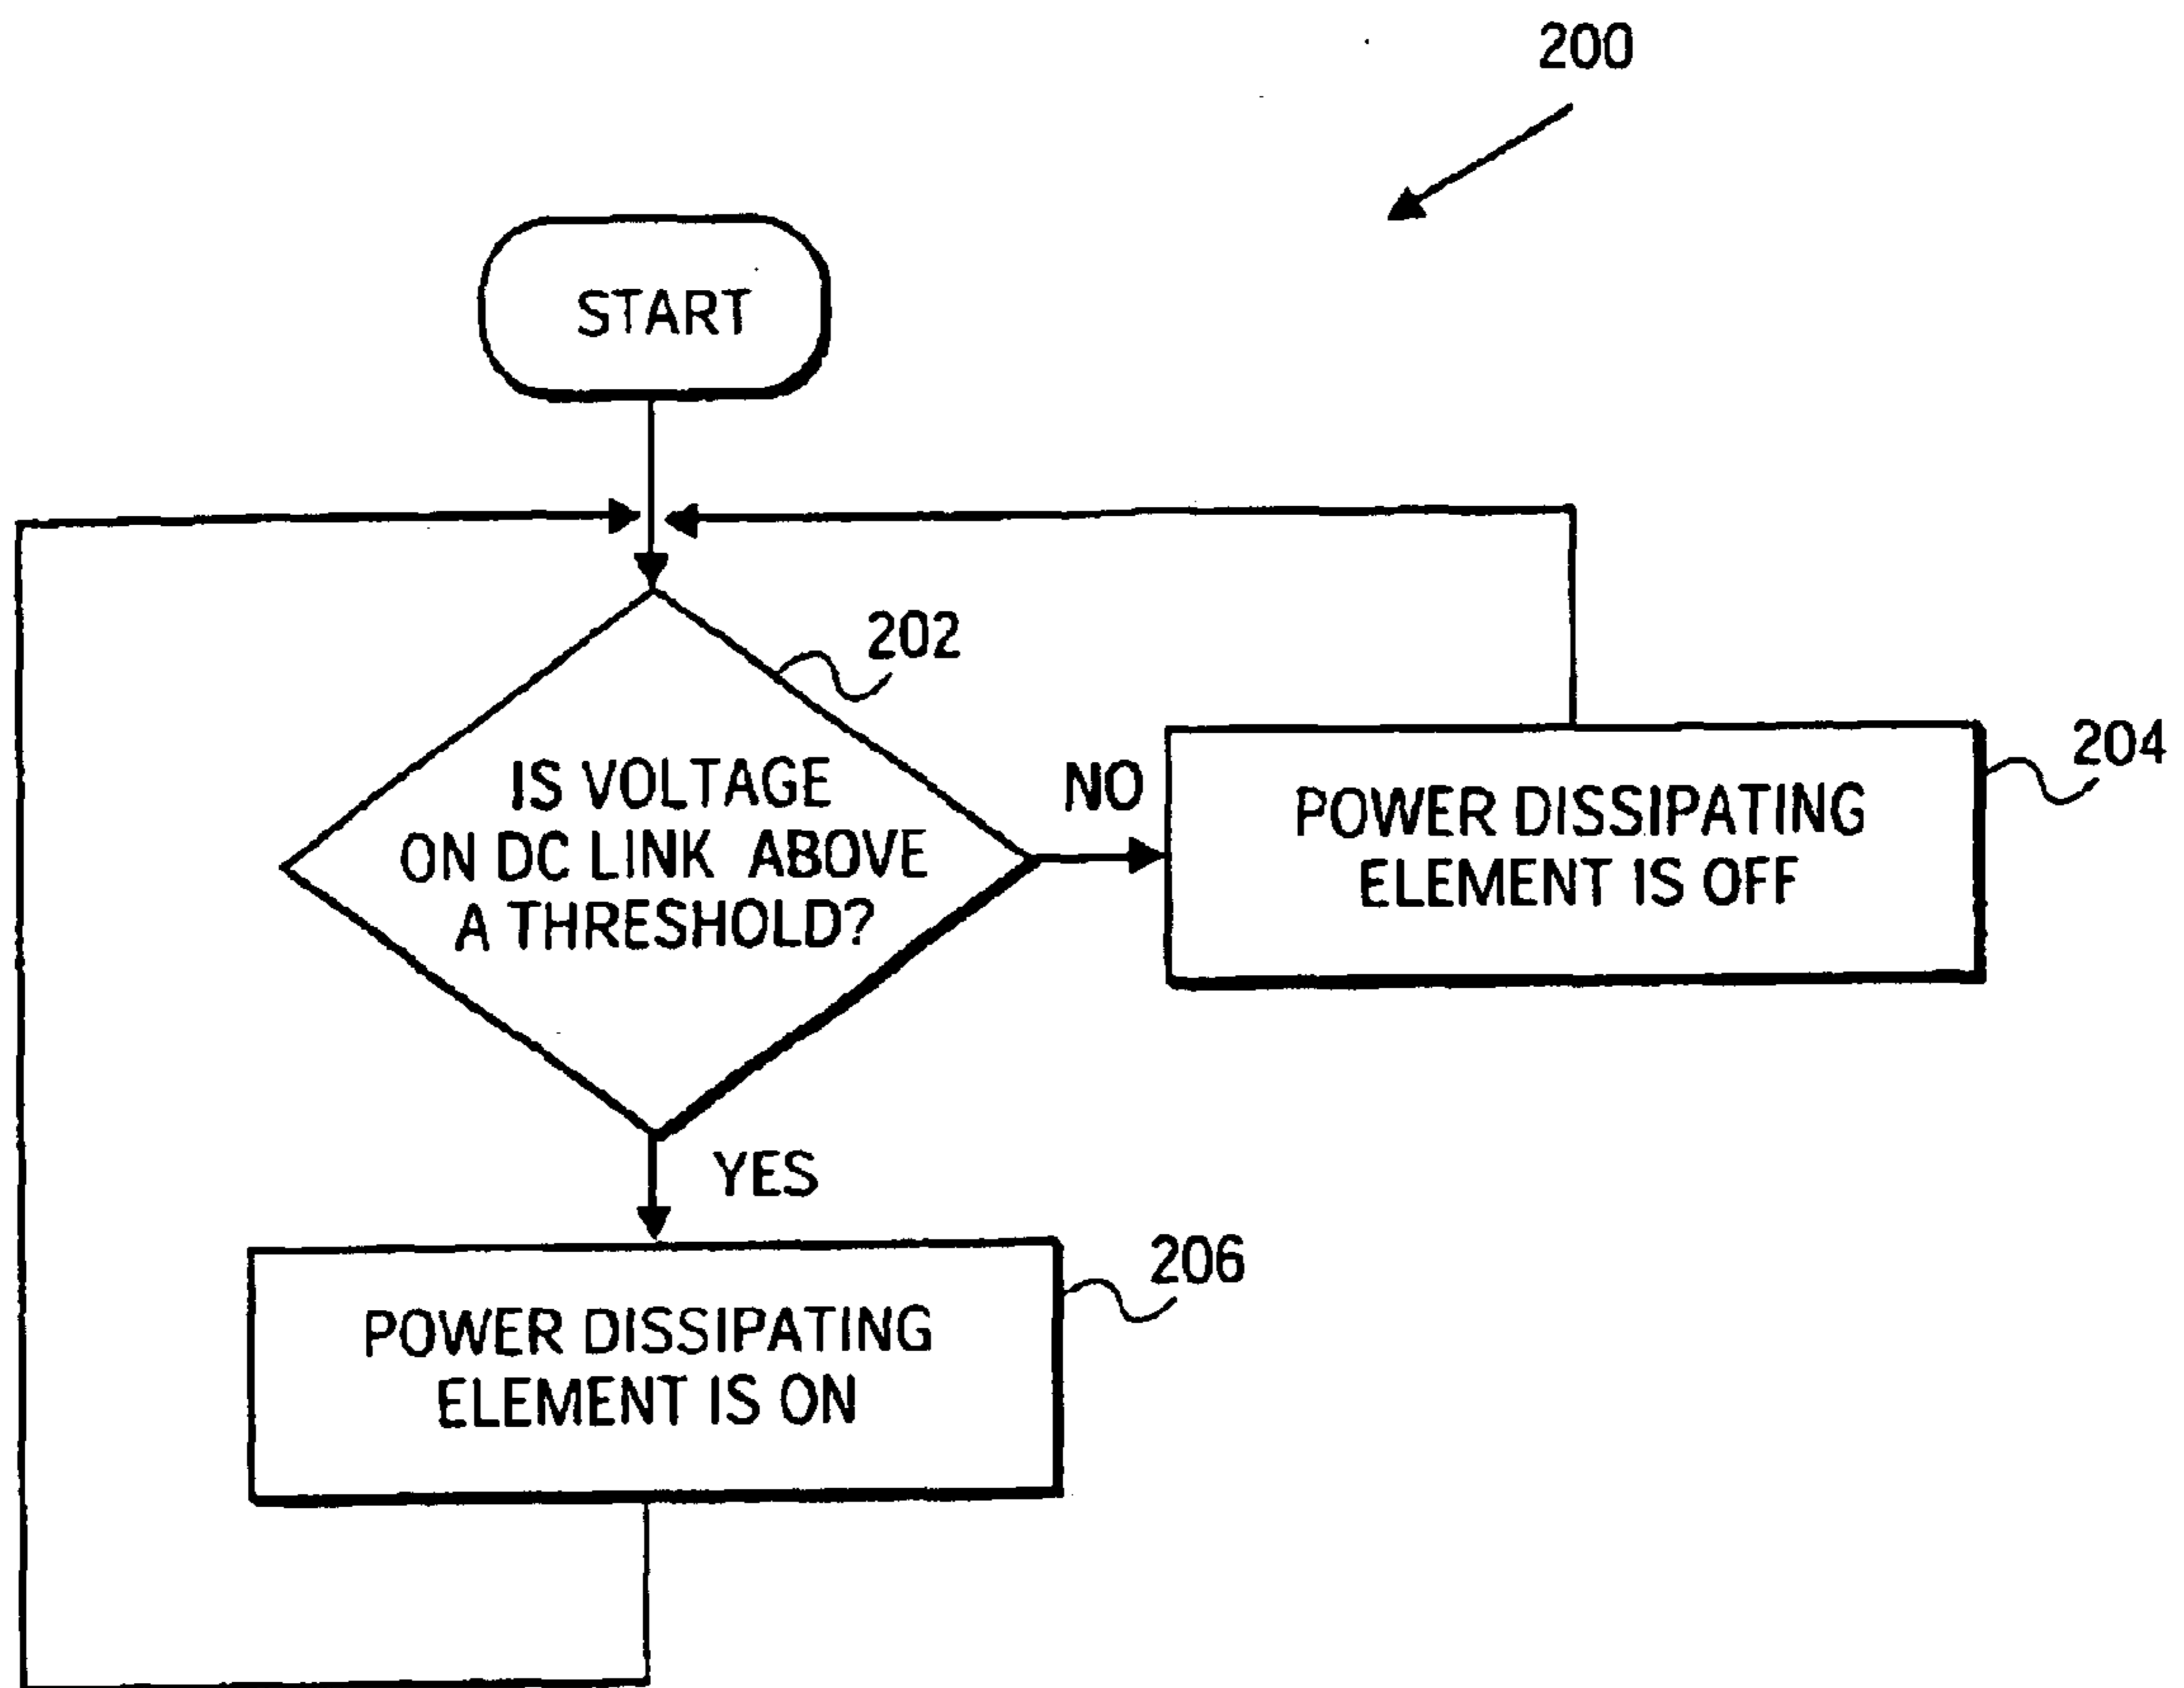 200
START
202
IS VOLTAGE
ON DC LINK ABOVE
A THRESHOLD?
NO
204
POWER DISSIPATING
ELEMENT IS OFF
YES
206
POWER DISSIPATING
ELEMENT IS ON